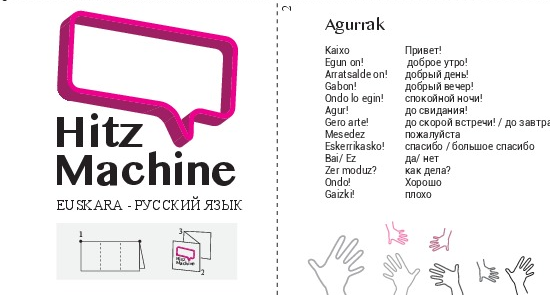 Hitz
Machine
EUSKARA - РУССКИЙ ЯЗЫК
1
3
Hitz
Machine
2
2
Agurrak
Kaixo Привет!
Egun on! доброе утро!
Arratsalde on! добрый день!
Gabon! добрый вечер!
Ondo lo egin! спокойной ночи!
Agur! до свидания!
Gero arte! до скорой встречи! / до завтра
Mesedez пожалуйста
Eskerrikasko! спасибо / большое спасибо
Bai/ Ez да/ нет
Zer moduz? как дела?
Ondo! Хорошо
Gaizki! плохо